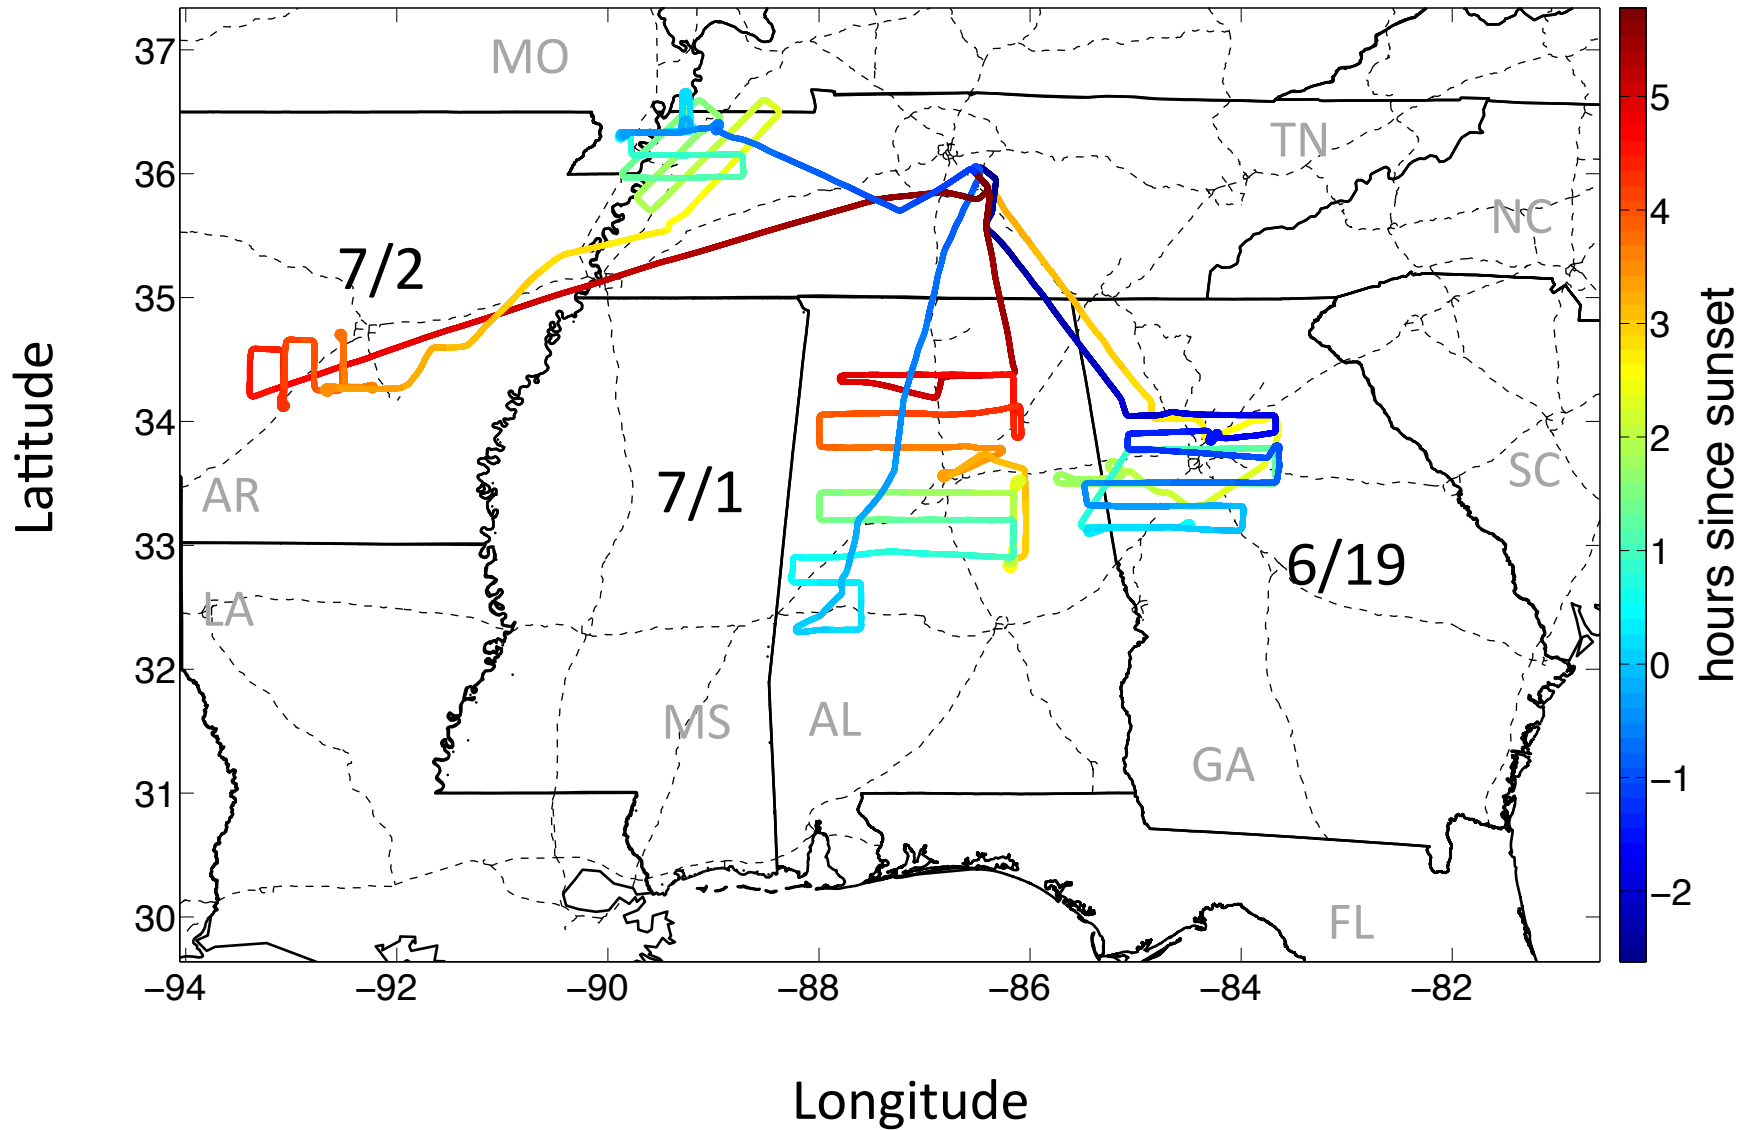 37
MO
5
TN
36
4
NC
7/2
35
3
34
2
7/1
AR
SC
33
6/19
1
LA
0
32
MS
AL
GA
−1
31
−2
30
FL
−94
−92
−90
−88
−86
−84
−82
Latitude
Longitude
hours since sunset